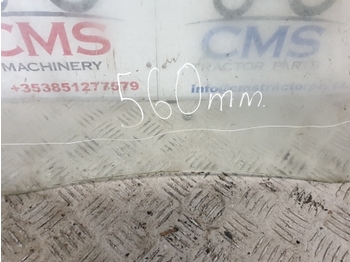 CMS
MACHINERY
+353851277579
CMS
TRACTOR PARTS
560mm